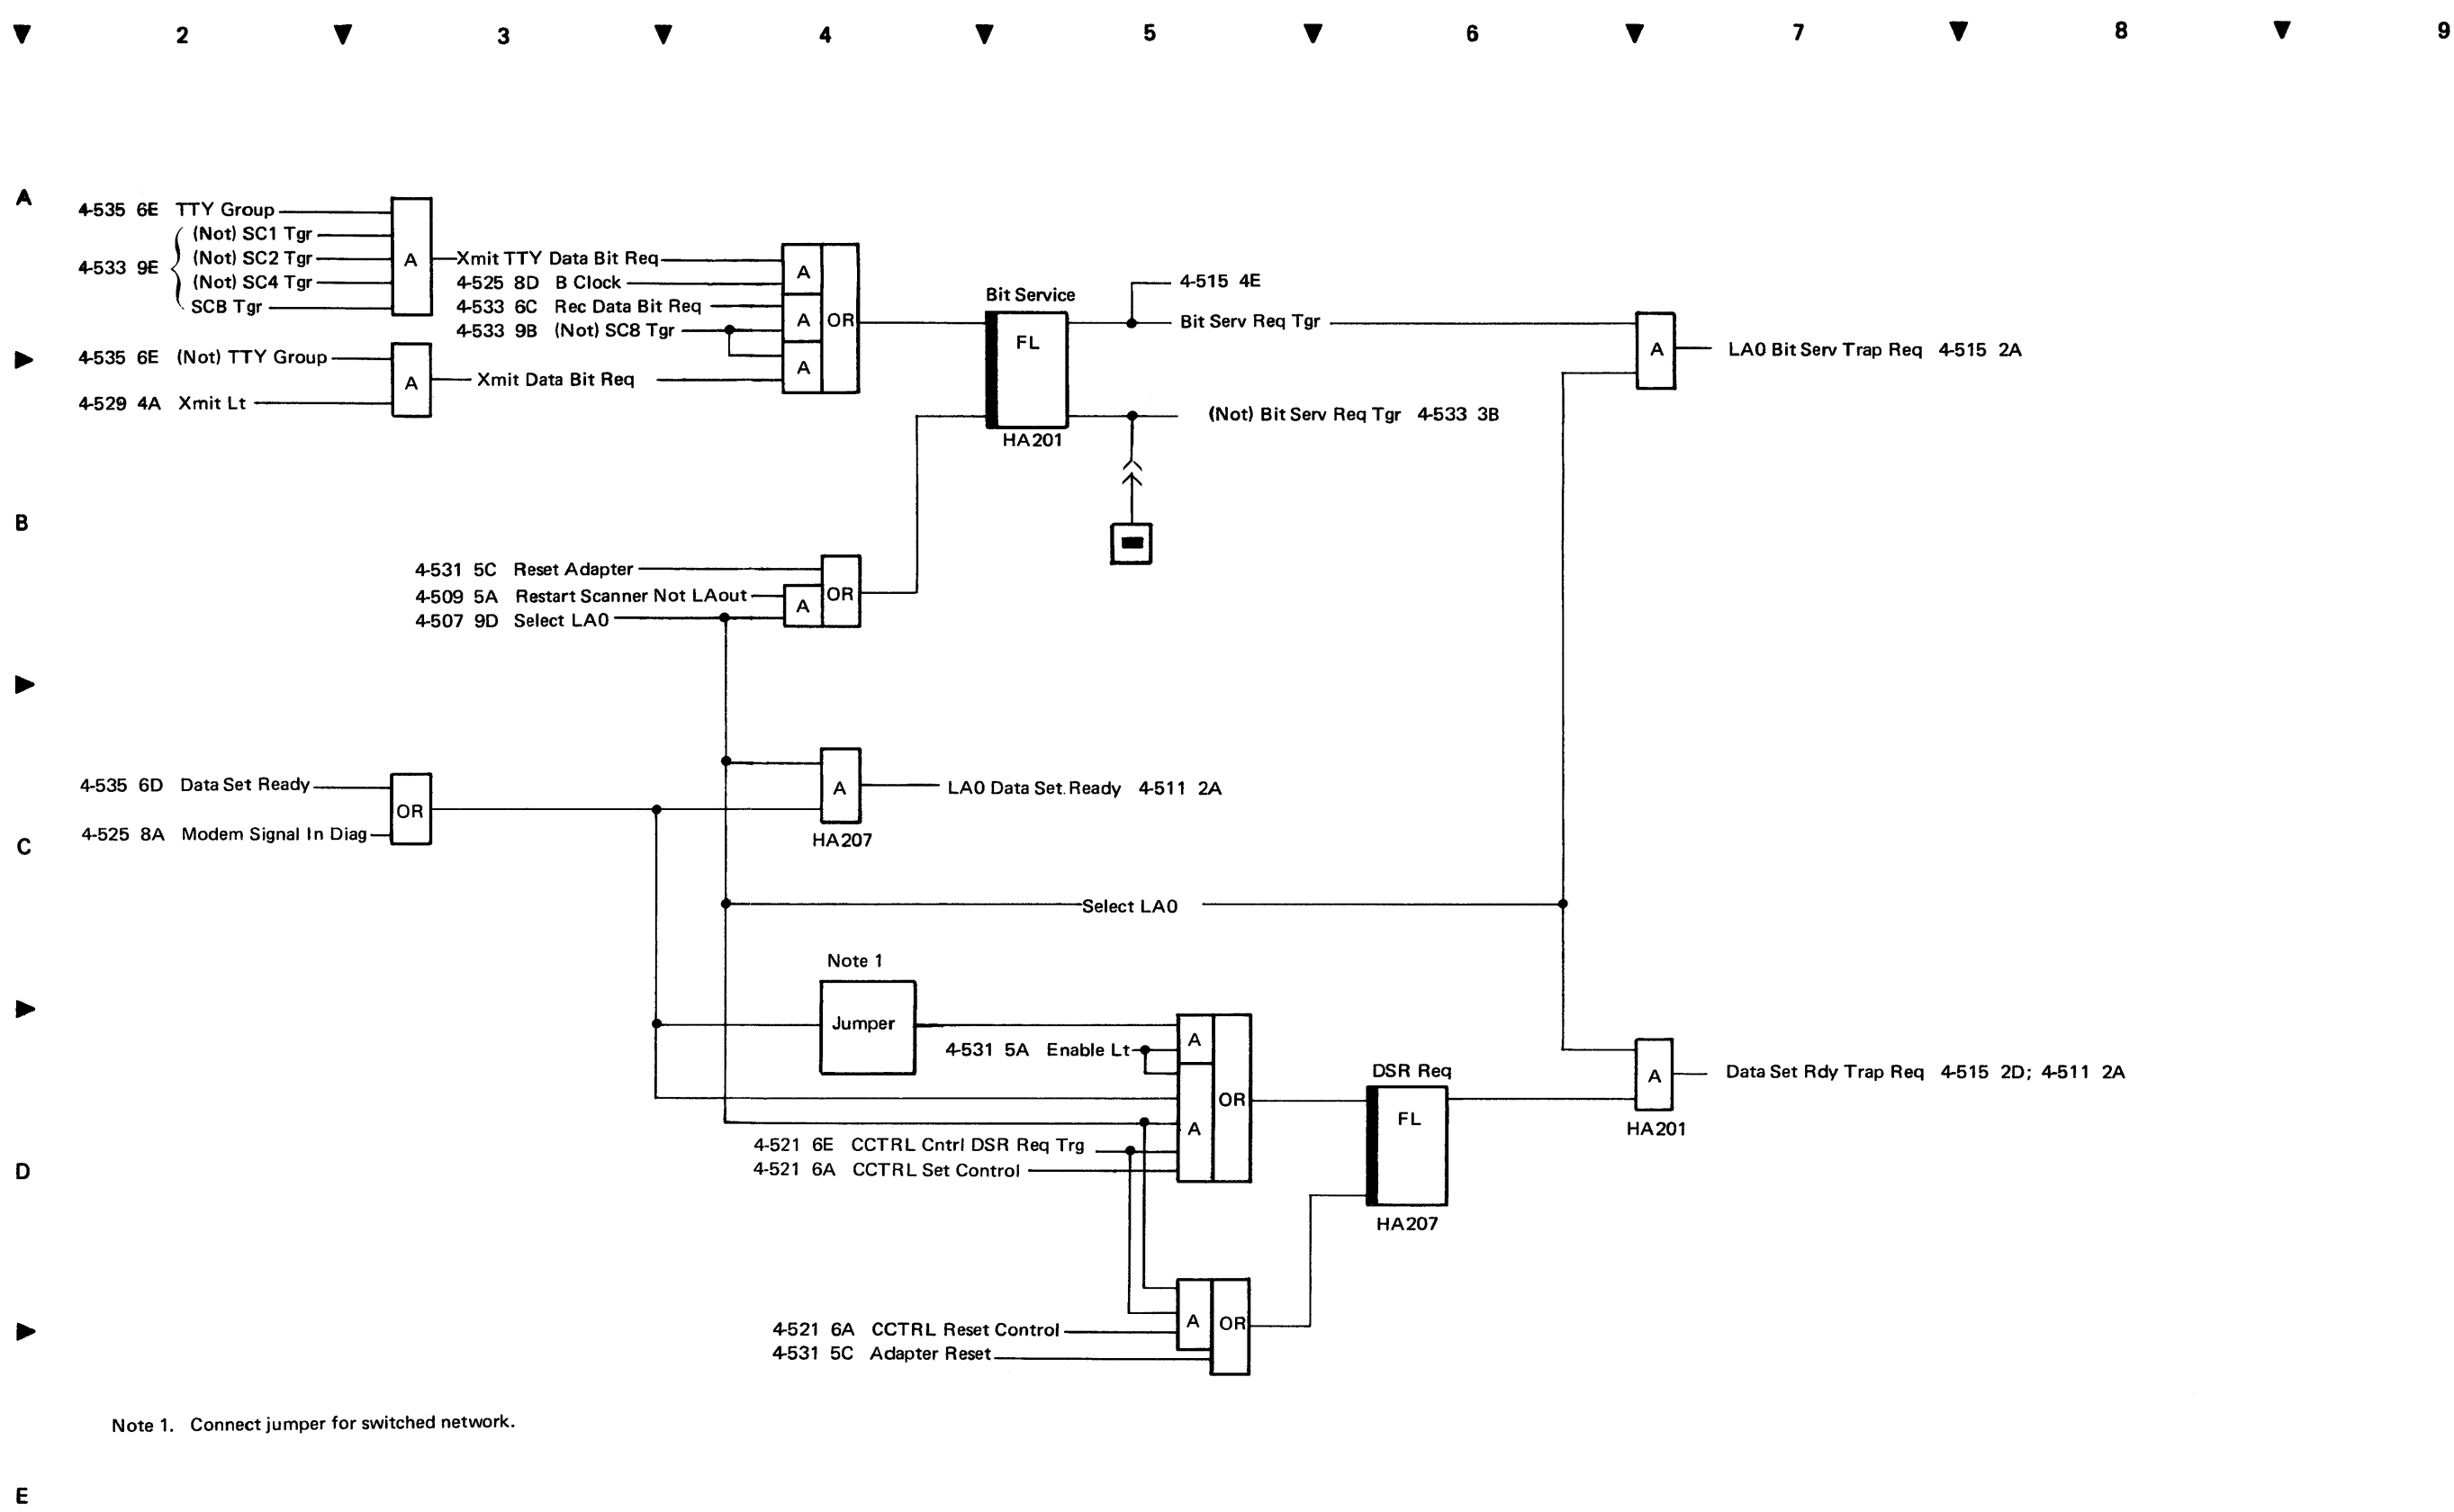 2 3 4 5 6 7 8 9
A
4-535 6E TTY Group
(Not) SC1 Tgr
4-533 9E (Not) SC2 Tgr
(Not) SC4 Tgr
SCB Tgr
A
Xmit TTY Data Bit Req
4-525 8D B Clock
4-533 6C Rec Data Bit Req
4-533 9B (Not) SC8 Tgr
A
A
A
OR
Bit Service
FL
HA201
4-515 4E
Bit Serv Req Tgr
A
LA0 Bit Serv Trap Req 4-515 2A
4-535 6E (Not) TTY Group
4-529 4A Xmit Lt
A
Xmit Data Bit Req
(Not) Bit Serv Req Tgr 4-533 3B
B
4-531 5C Reset Adapter
4-509 5A Restart Scanner Not LAout
4-507 9D Select LA0
A
OR
4-535 6D Data Set Ready
4-525 8A Modem Signal In Diag
OR
A
HA207
LA0 Data Set Ready 4-511 2A
C
Select LA0
Note 1
Jumper
4-531 5A Enable Lt
A
A
OR
DSR Req
FL
HA207
A
HA201
Data Set Rdy Trap Req 4-515 2D; 4-511 2A
4-521 6E CCTRL Cntrl DSR Req Trg
4-521 6A CCTRL Set Control
D
4-521 6A CCTRL Reset Control
4-531 5C Adapter Reset
A
OR
Note 1. Connect jumper for switched network.
E